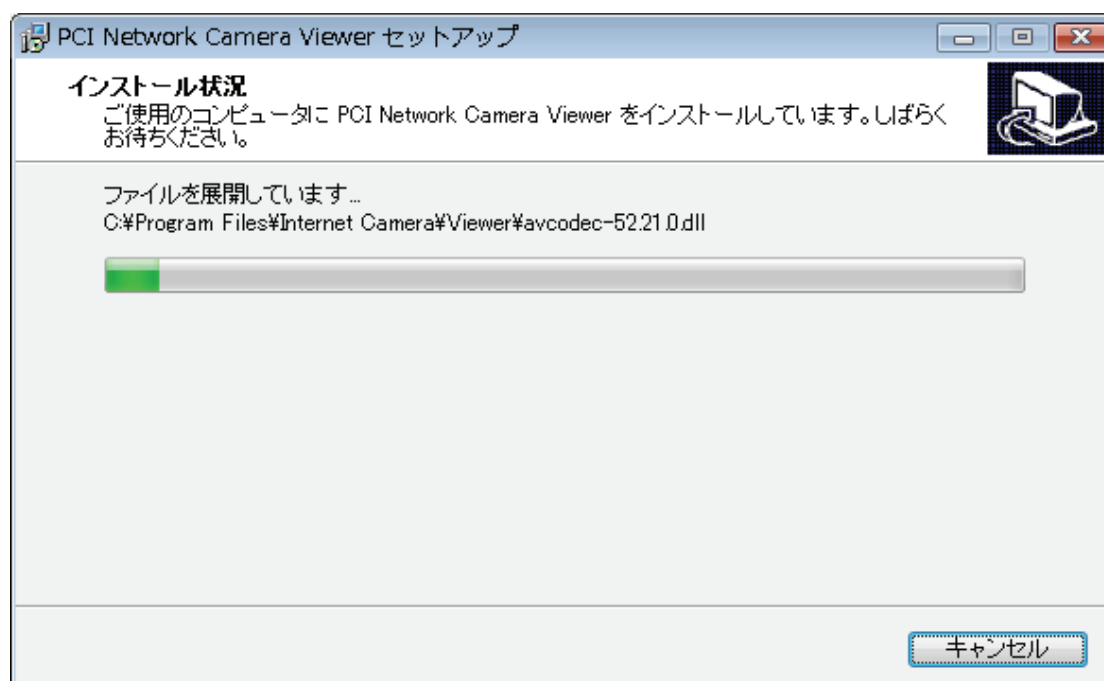 PCI Network Camera Viewer セットアップ
インストール状況
ご使用のコンピュータに PCI Network Camera Viewer をインストールしています。しばらく
お待ちください。
ファイルを展開しています...
C:¥Program Files¥Internet Camera¥Viewer¥avcodec-52.21.0.dll
キャンセル